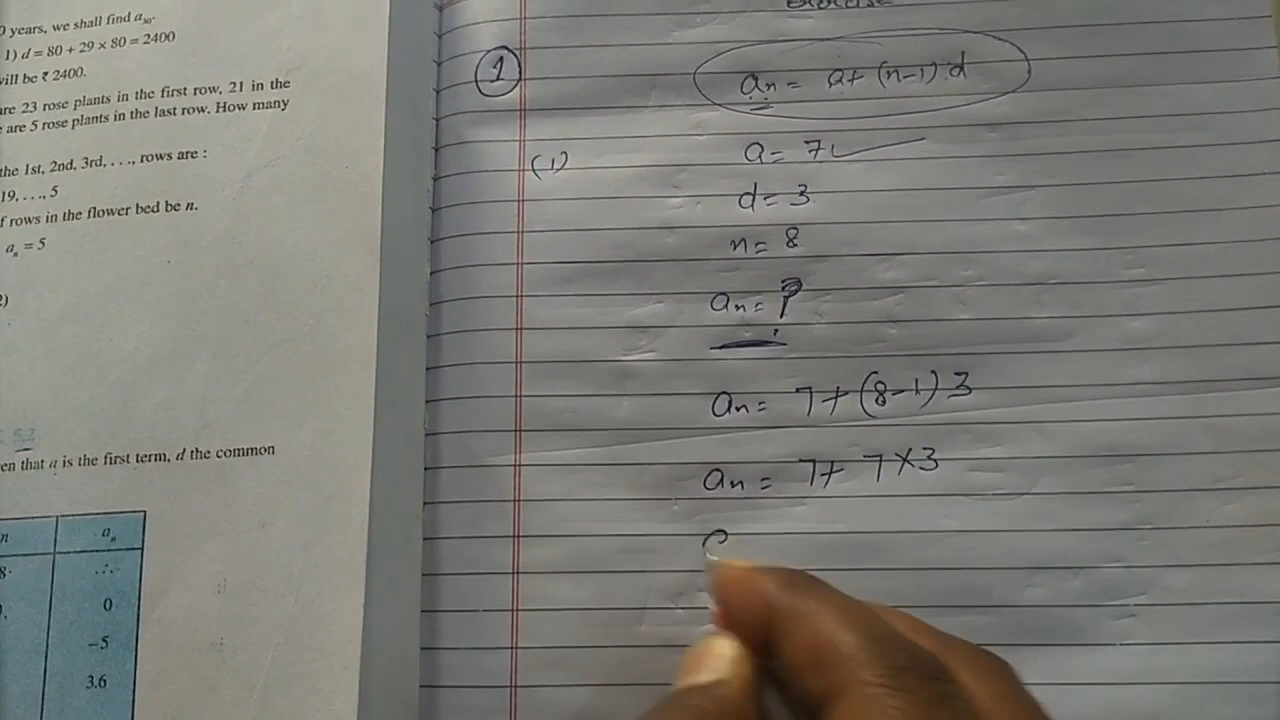 0 years, we shall find a₃₀.
1) d = 80 + 29 × 80 = 2400
will be ₹ 2400.
are 23 rose plants in the first row, 21 in the
are 5 rose plants in the last row. How many
the 1st, 2nd, 3rd, . . ., rows are :
19, . . ., 5
f rows in the flower bed be n.
aₙ = 5
2)
5.2
en that a is the first term, d the common
n aₙ
8 . . .
0
–5
3.6
Exercise
1
an = a+ (n-1) d
(1) a = 7
d = 3
n = 8
an = ?
an = 7+ (8-1) 3
an = 7+ 7×3